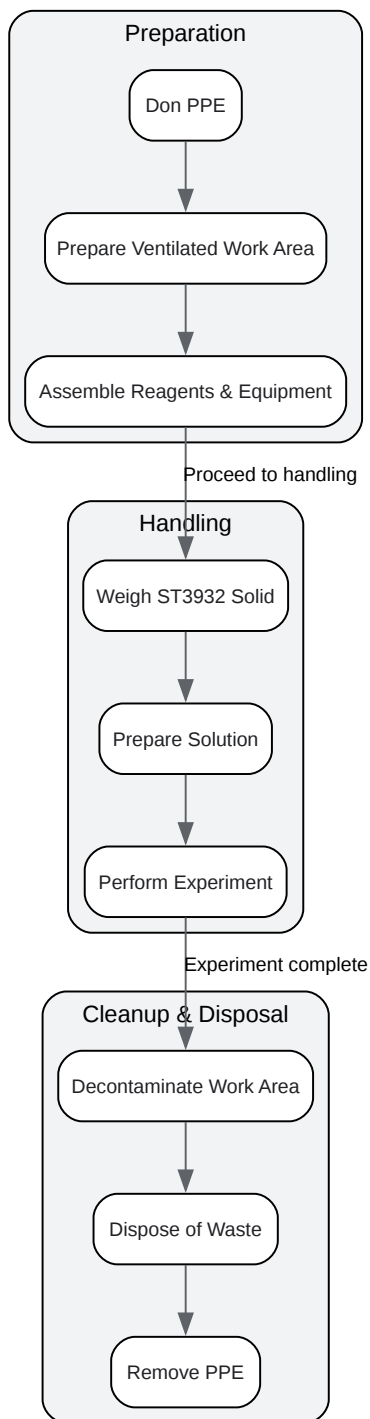 Preparation
Don PPE
Prepare Ventilated Work Area
Assemble Reagents & Equipment
Proceed to handling
Handling
Weigh ST3932 Solid
Prepare Solution
Perform Experiment
Experiment complete
Cleanup & Disposal
Decontaminate Work Area
Dispose of Waste
Remove PPE